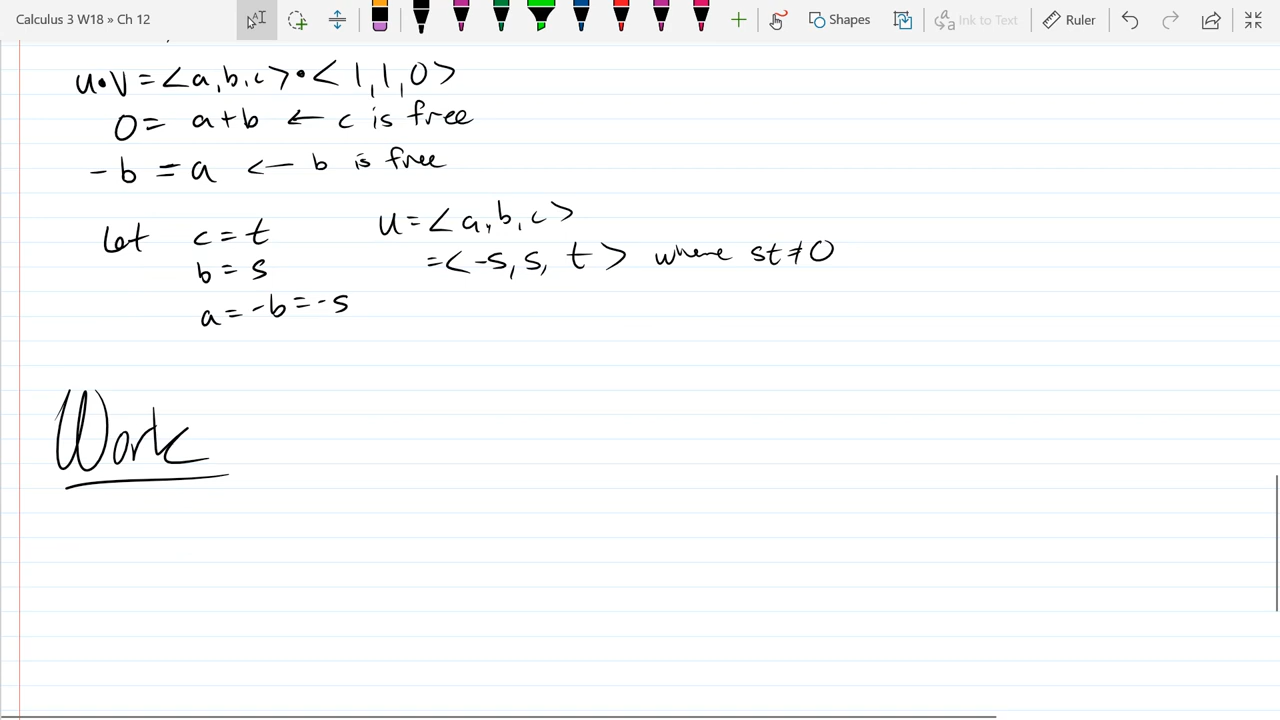 Calculus 3 W18 » Ch 12
Shapes
Ink to Text
Ruler
u•v = <a, b, c> • < 1, 1, 0 >
0 = a + b ← c is free
-b = a ← b is free
Let c = t
b = s
a = -b = -s
u = < a, b, c >
= < -s, s, t > where st ≠ 0
Work